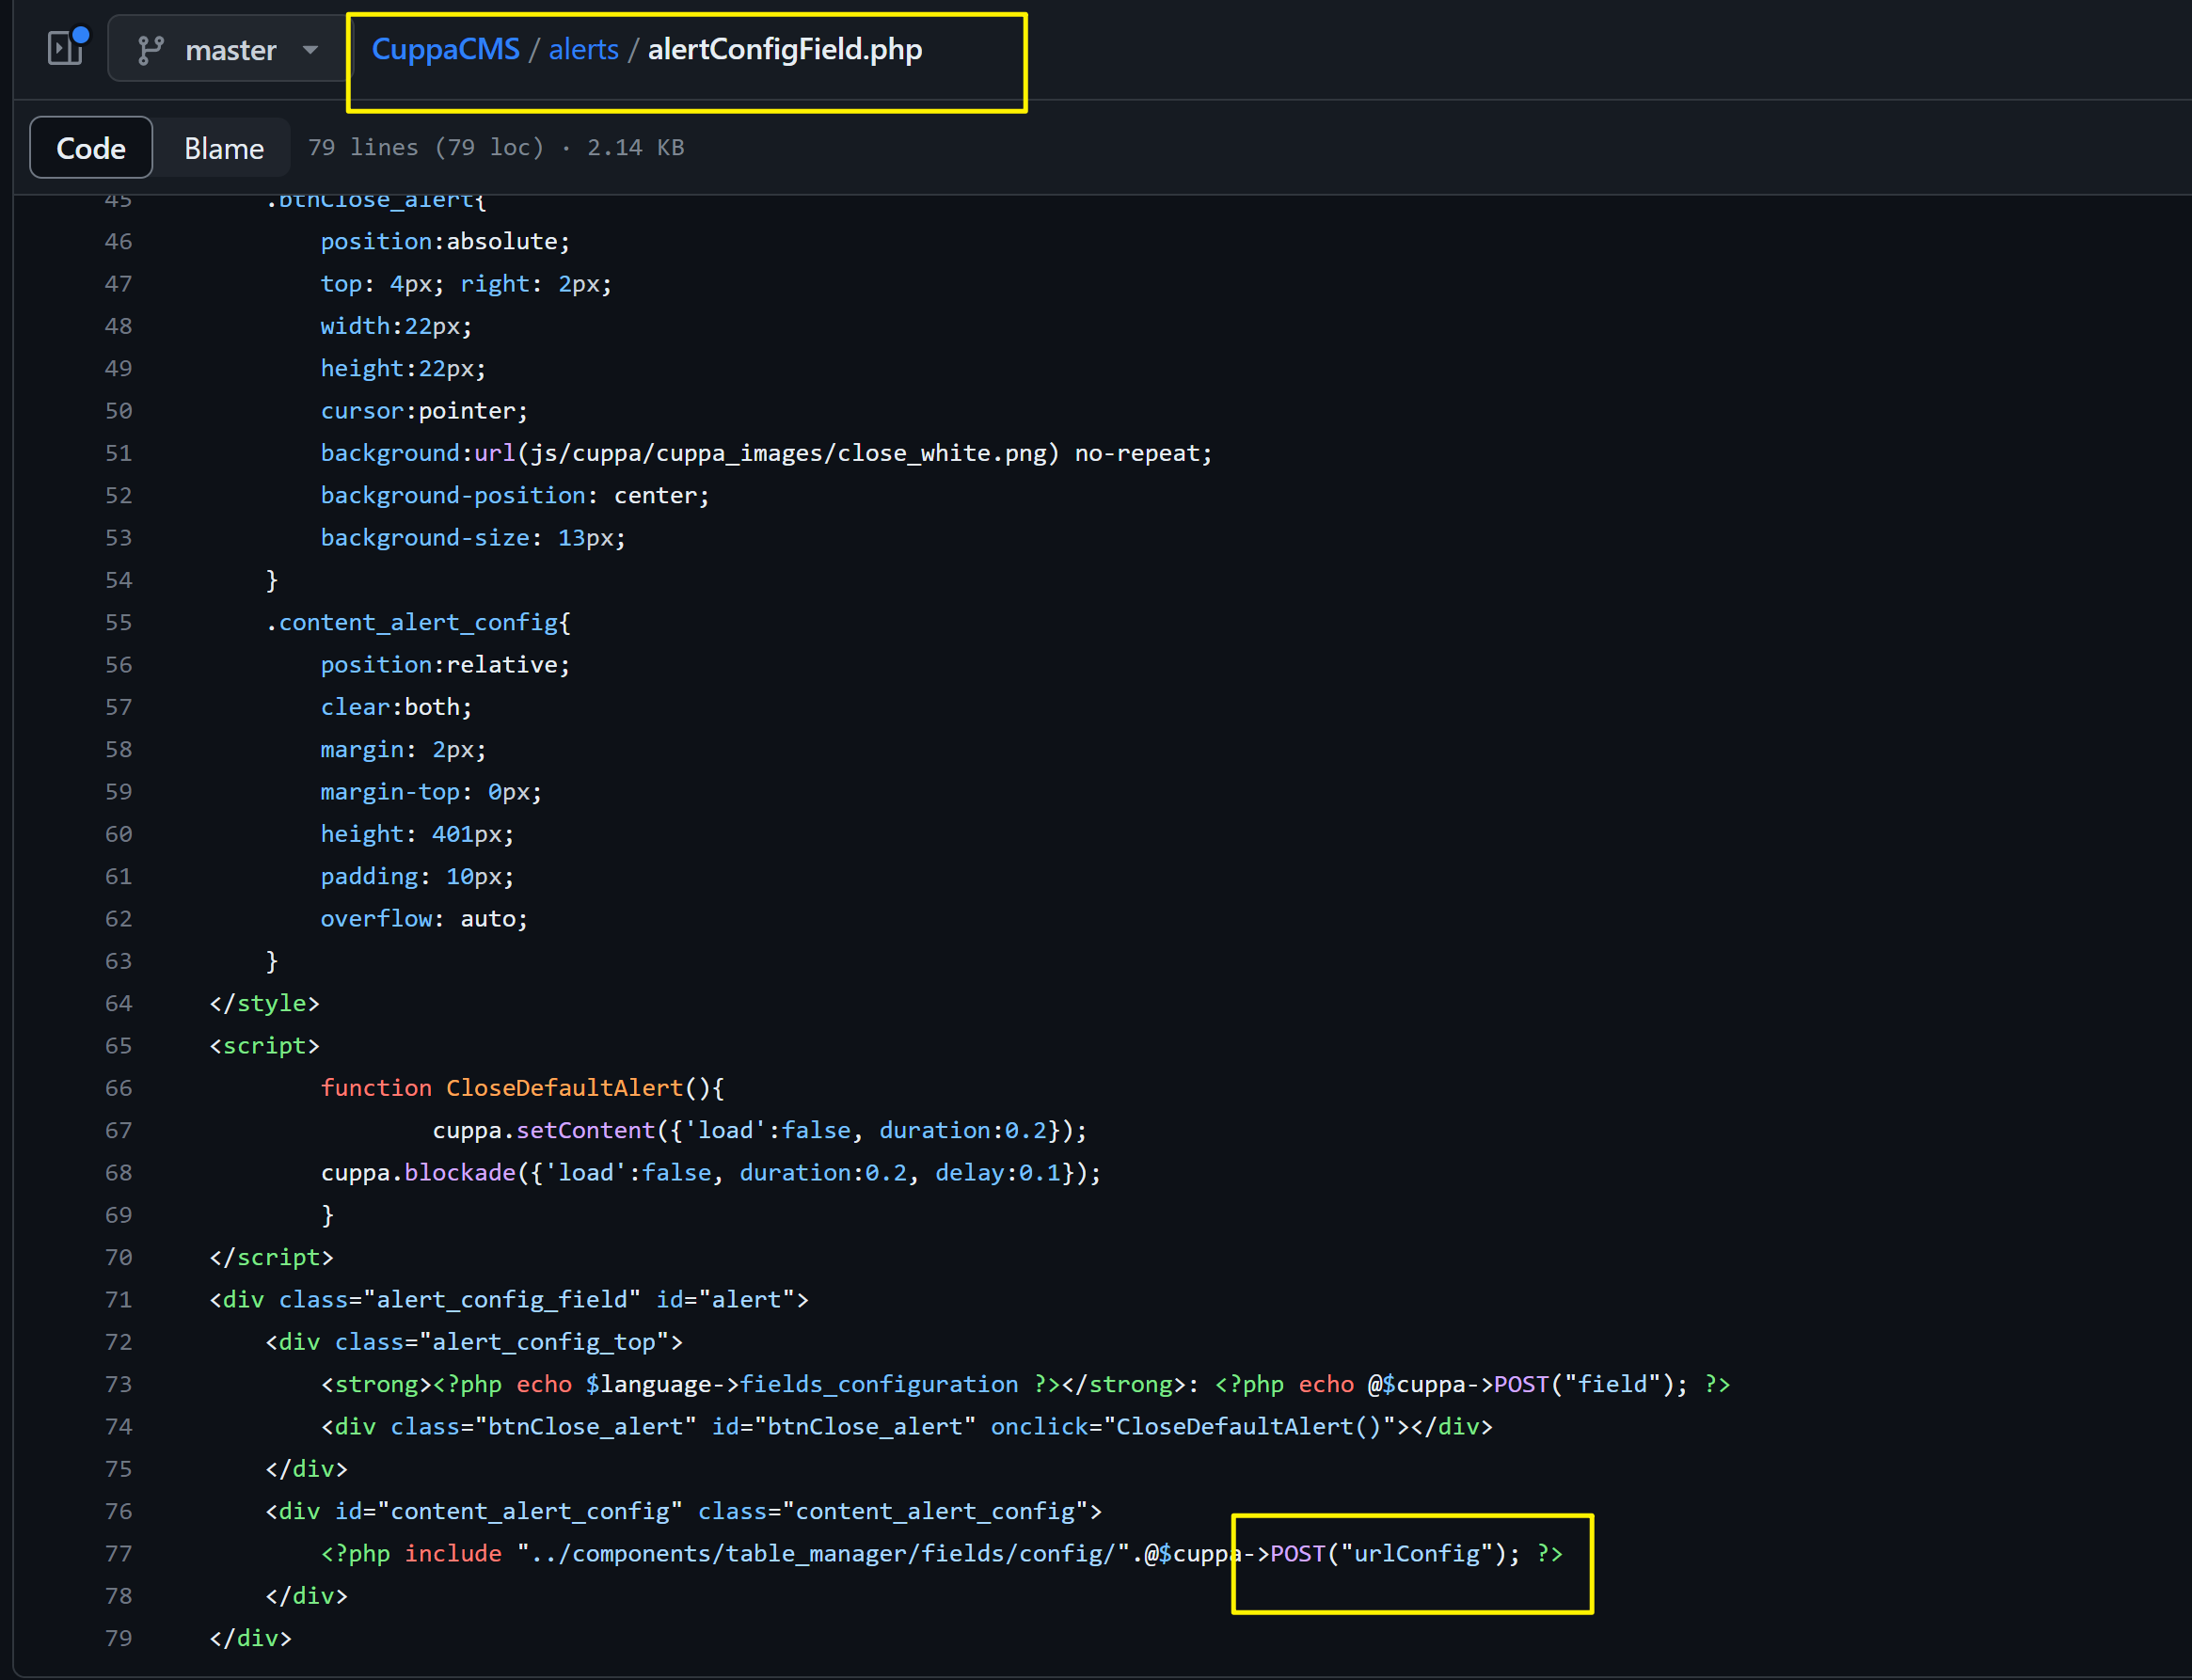 master CuppaCMS / alerts / alertConfigField.php
Code Blame 79 lines (79 loc) · 2.14 KB
45 .btnClose_alert{
46 position:absolute;
47 top: 4px; right: 2px;
48 width:22px;
49 height:22px;
50 cursor:pointer;
51 background:url(js/cuppa/cuppa_images/close_white.png) no-repeat;
52 background-position: center;
53 background-size: 13px;
54 }
55 .content_alert_config{
56 position:relative;
57 clear:both;
58 margin: 2px;
59 margin-top: 0px;
60 height: 401px;
61 padding: 10px;
62 overflow: auto;
63 }
64 </style>
65 <script>
66 function CloseDefaultAlert(){
67 cuppa.setContent({'load':false, duration:0.2});
68 cuppa.blockade({'load':false, duration:0.2, delay:0.1});
69 }
70 </script>
71 <div class="alert_config_field" id="alert">
72 <div class="alert_config_top">
73 <strong><?php echo $language->fields_configuration ?></strong>: <?php echo @$cuppa->POST("field"); ?>
74 <div class="btnClose_alert" id="btnClose_alert" onclick="CloseDefaultAlert()"></div>
75 </div>
76 <div id="content_alert_config" class="content_alert_config">
77 <?php include "../components/table_manager/fields/config/".@$cuppa->POST("urlConfig"); ?>
78 </div>
79 </div>